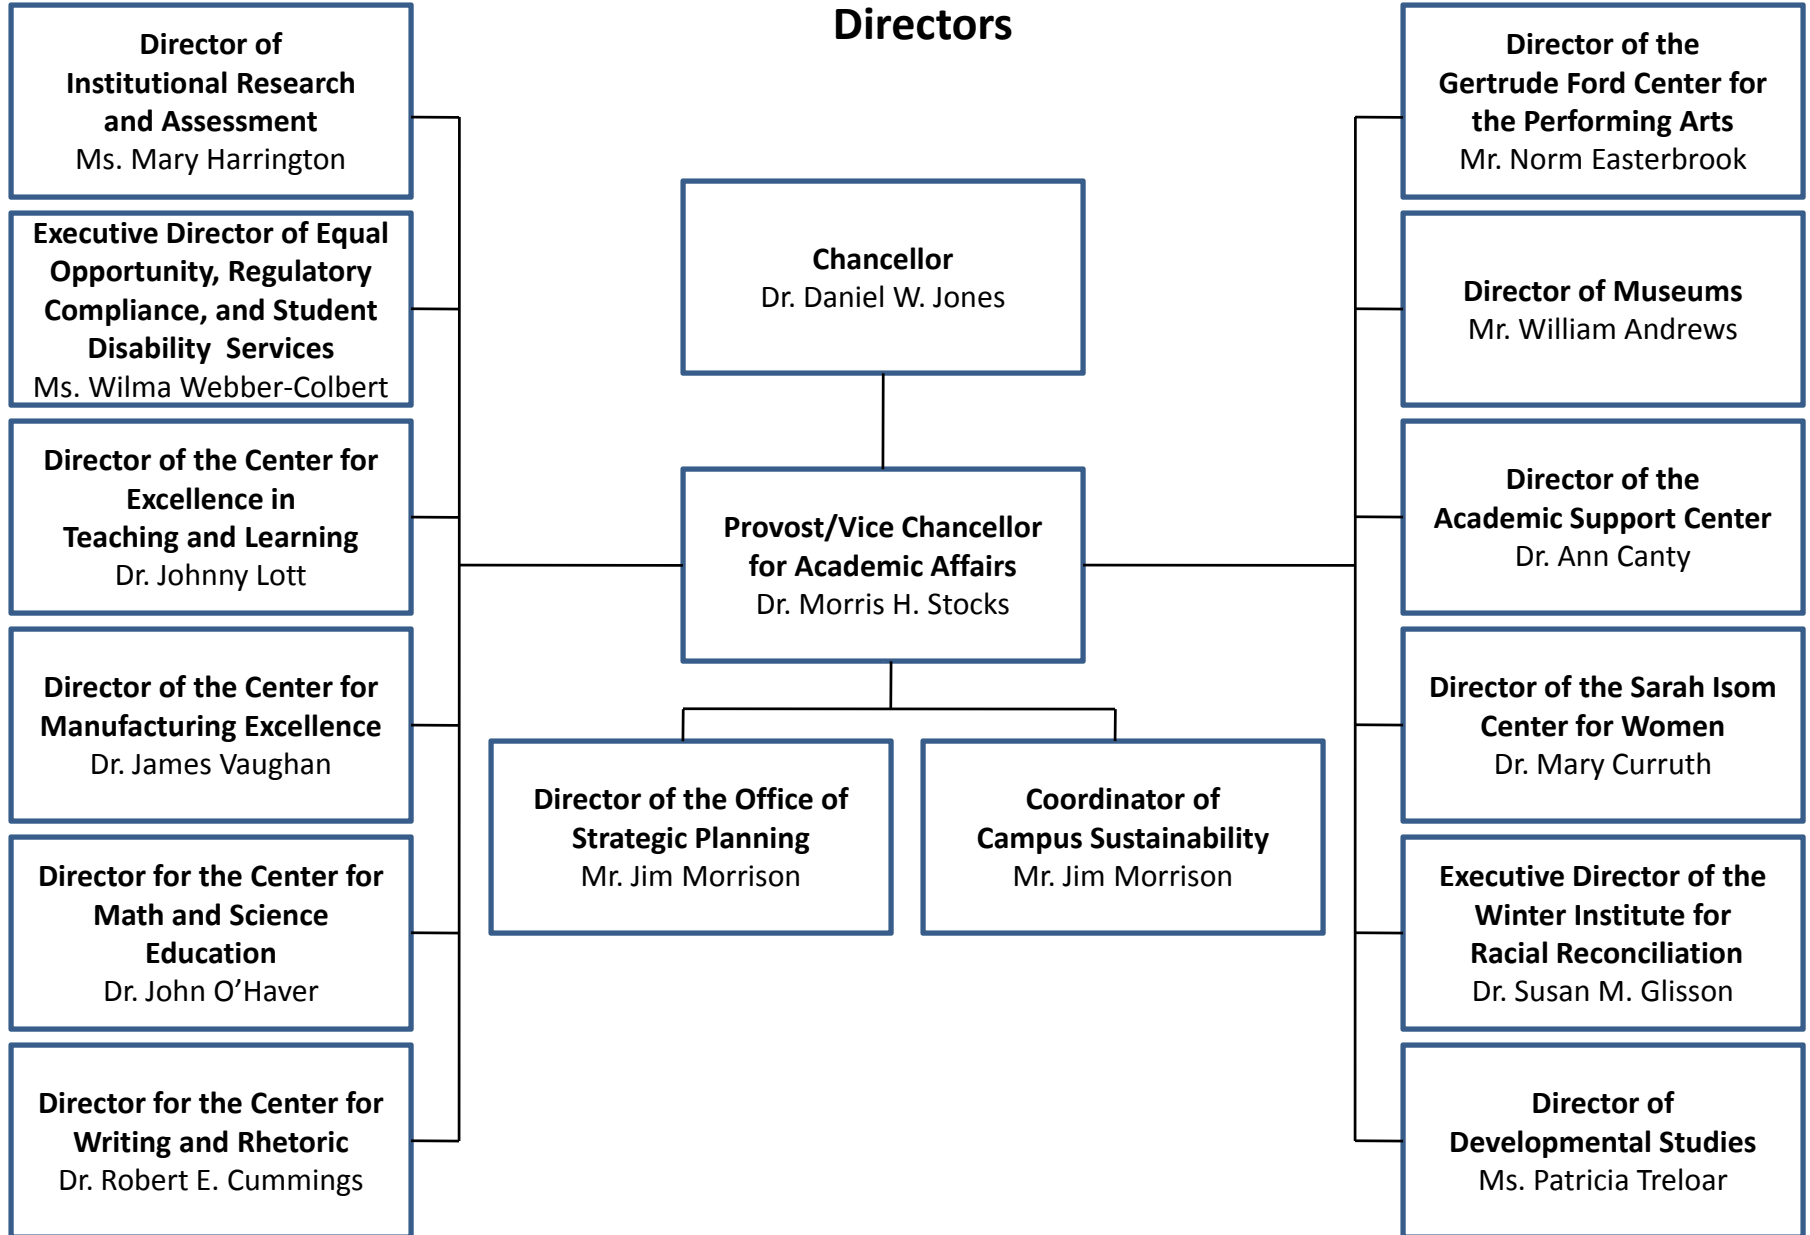 Directors
Director of
Institutional Research
and Assessment
Ms. Mary Harrington
Executive Director of Equal
Opportunity, Regulatory
Compliance, and Student
Disability  Services
Ms. Wilma Webber-Colbert
Director of the Center for
Excellence in
Teaching and Learning
Dr. Johnny Lott
Director of the Center for
Manufacturing Excellence
Dr. James Vaughan
Director for the Center for
Math and Science
Education
Dr. John O’Haver
Director for the Center for
Writing and Rhetoric
Dr. Robert E. Cummings
Chancellor
Dr. Daniel W. Jones
Provost/Vice Chancellor
for Academic Affairs
Dr. Morris H. Stocks
Director of the Office of
Strategic Planning
Mr. Jim Morrison
Coordinator of
Campus Sustainability
Mr. Jim Morrison
Director of the
Gertrude Ford Center for
the Performing Arts
Mr. Norm Easterbrook
Director of Museums
Mr. William Andrews
Director of the
Academic Support Center
Dr. Ann Canty
Director of the Sarah Isom
Center for Women
Dr. Mary Curruth
Executive Director of the
Winter Institute for
Racial Reconciliation
Dr. Susan M. Glisson
Director of
Developmental Studies
Ms. Patricia Treloar